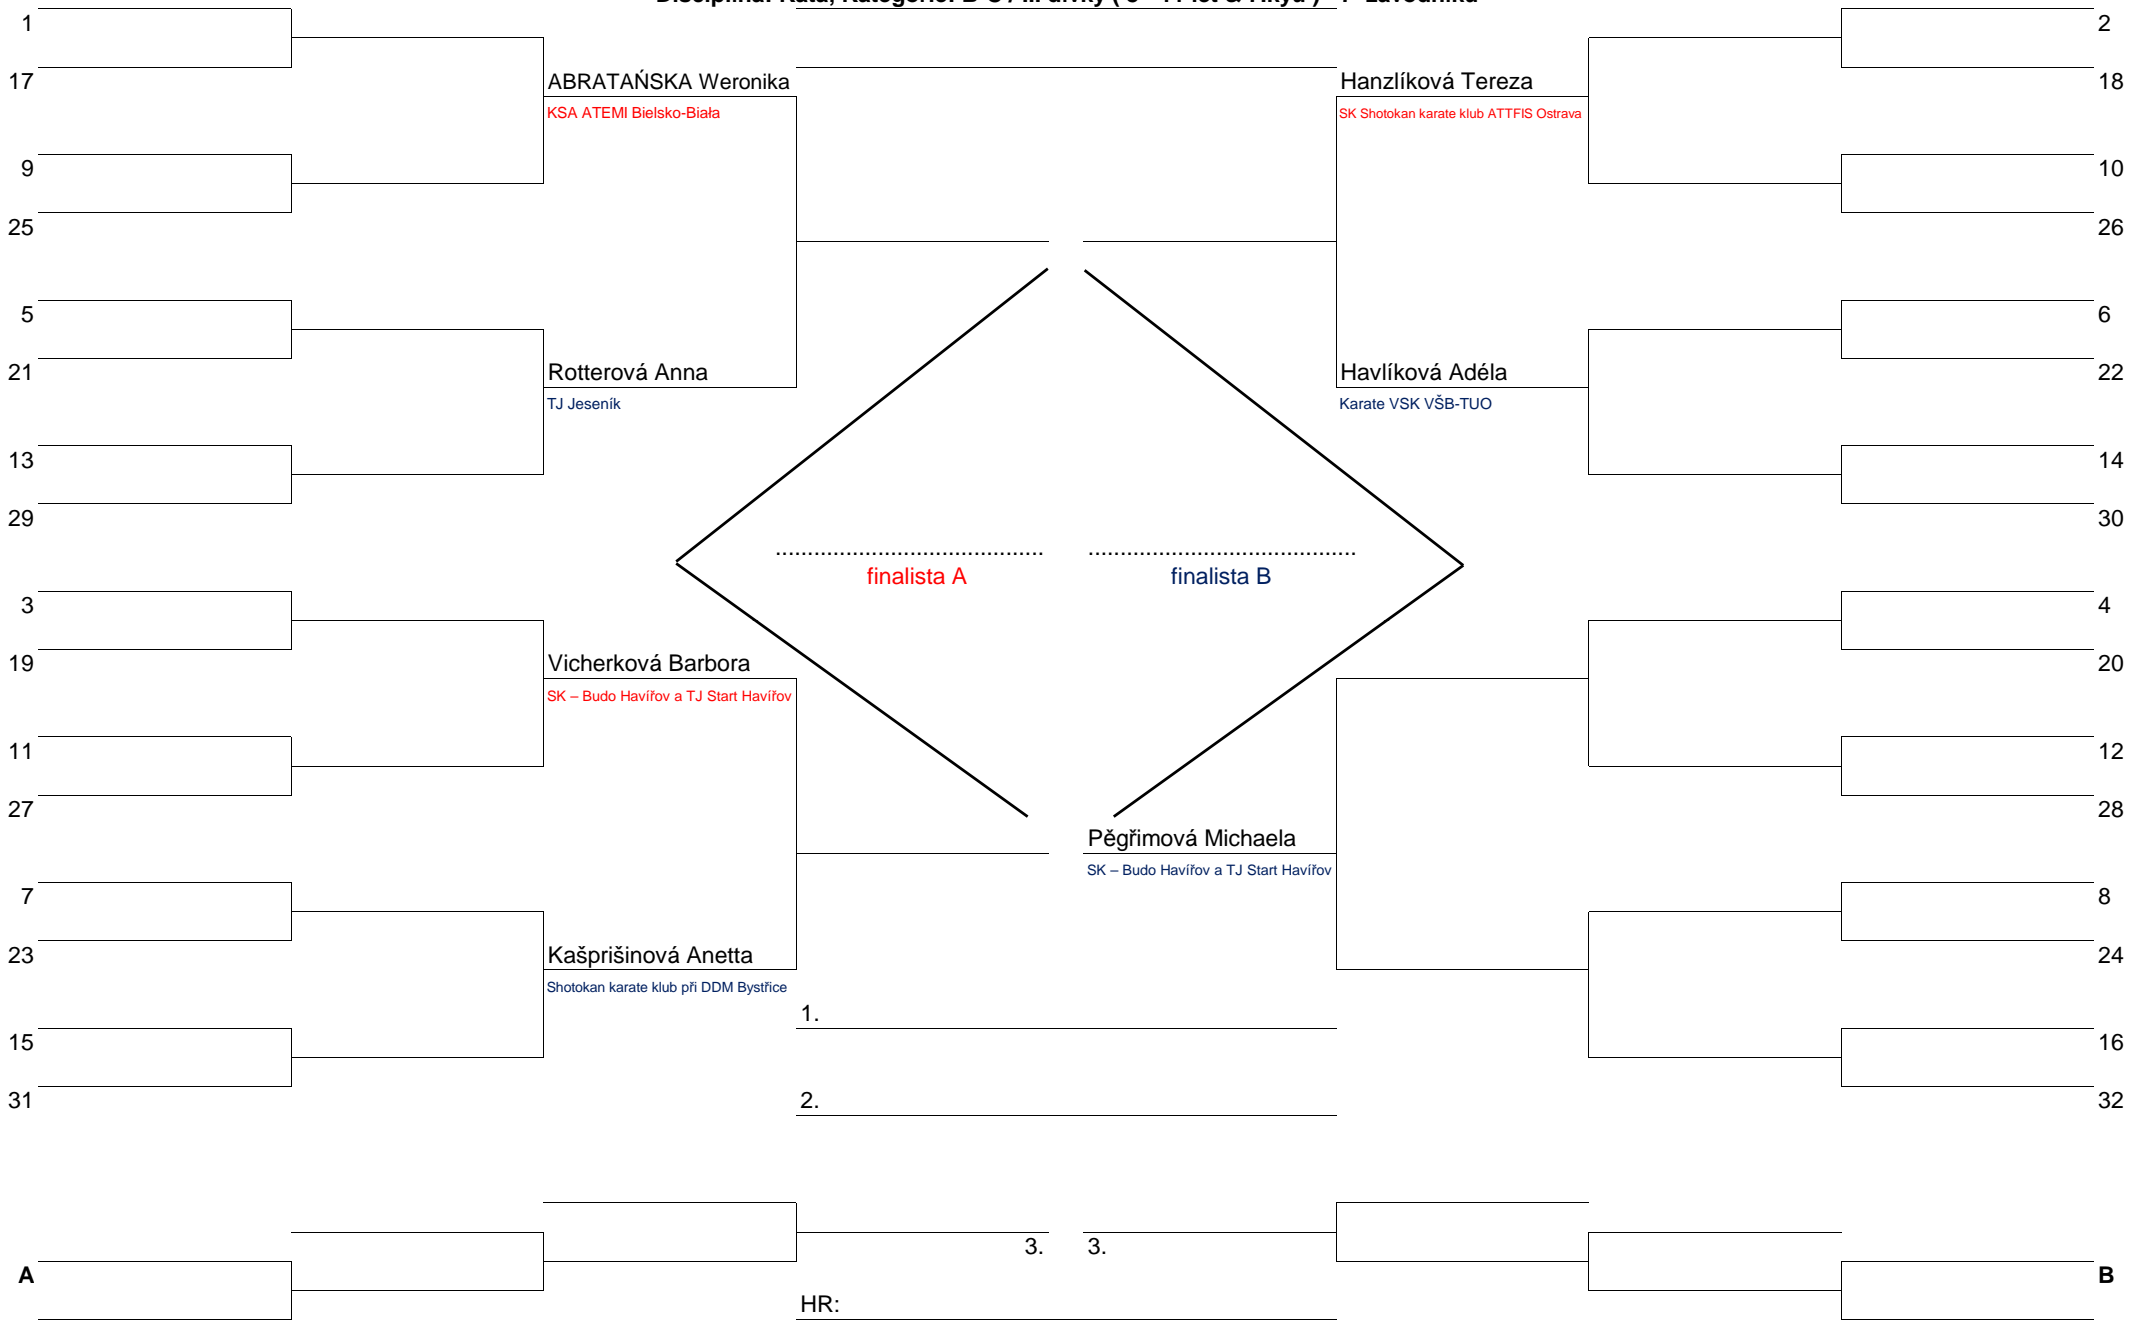 1 2
17 ABRATAŃSKA Weronika Hanzlíková Tereza 18
KSA ATEMI Bielsko-Biała SK Shotokan karate klub ATTFIS Ostrava
9 10
25 26
5 6
21 Rotterová Anna Havlíková Adéla 22
TJ Jeseník Karate VSK VŠB-TUO
13 14
29 30
.......................................... ..........................................
finalista A finalista B
3 4
19 Vicherková Barbora 20
SK – Budo Havířov a TJ Start Havířov
11 12
27 28
Pěgřimová Michaela
SK – Budo Havířov a TJ Start Havířov
7 8
23 Kašprišinová Anetta 24
Shotokan karate klub při DDM Bystřice
1.
15 16
31 2. 32
3. 3.
A B
HR: